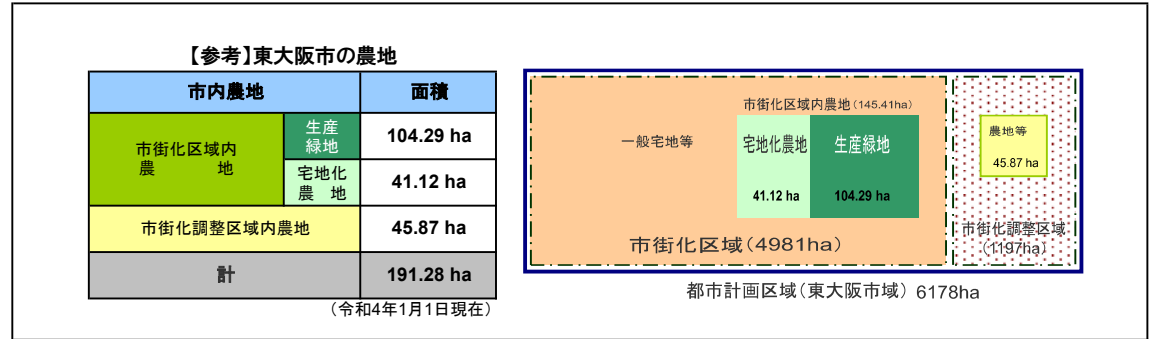 【参考】東大阪市の農地
市内農地 面積
市街化区域内
農 地
生産
緑地
104.29 ha
宅地化
農 地
41.12 ha
市街化調整区域内農地 45.87 ha
計 191.28 ha
(令和4年1月1日現在)
市街化区域内農地(145.41ha)
一般宅地等
宅地化農地
41.12 ha
生産緑地
104.29 ha
市街化区域(4981ha)
農地等
45.87 ha
市街化調整区域
(1197ha)
都市計画区域(東大阪市域) 6178ha